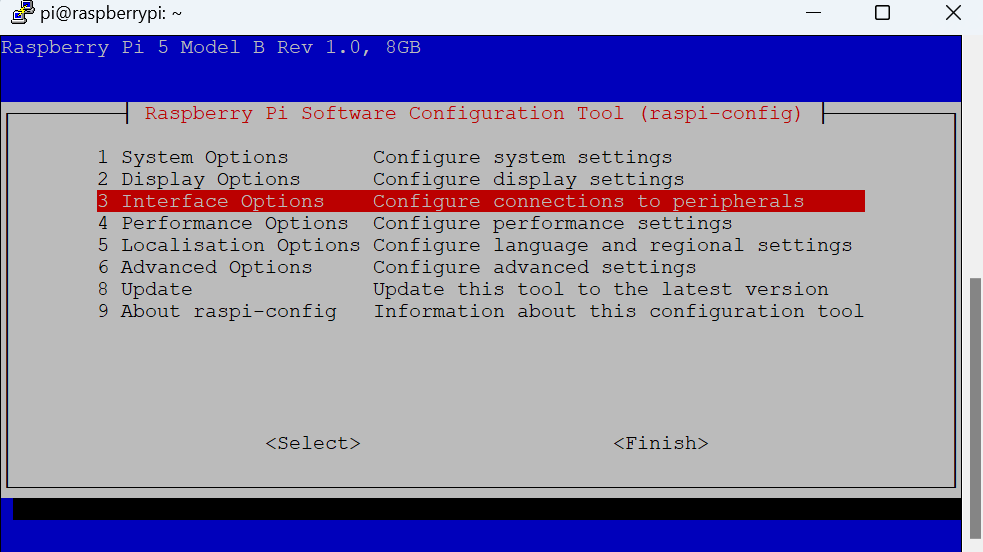 pi@raspberrypi: ~
Raspberry Pi 5 Model B Rev 1.0, 8GB
Raspberry Pi Software Configuration Tool (raspi-config)
1 System Options Configure system settings
2 Display Options Configure display settings
3 Interface Options Configure connections to peripherals
4 Performance Options Configure performance settings
5 Localisation Options Configure language and regional settings
6 Advanced Options Configure advanced settings
8 Update Update this tool to the latest version
9 About raspi-config Information about this configuration tool
<Select> <Finish>